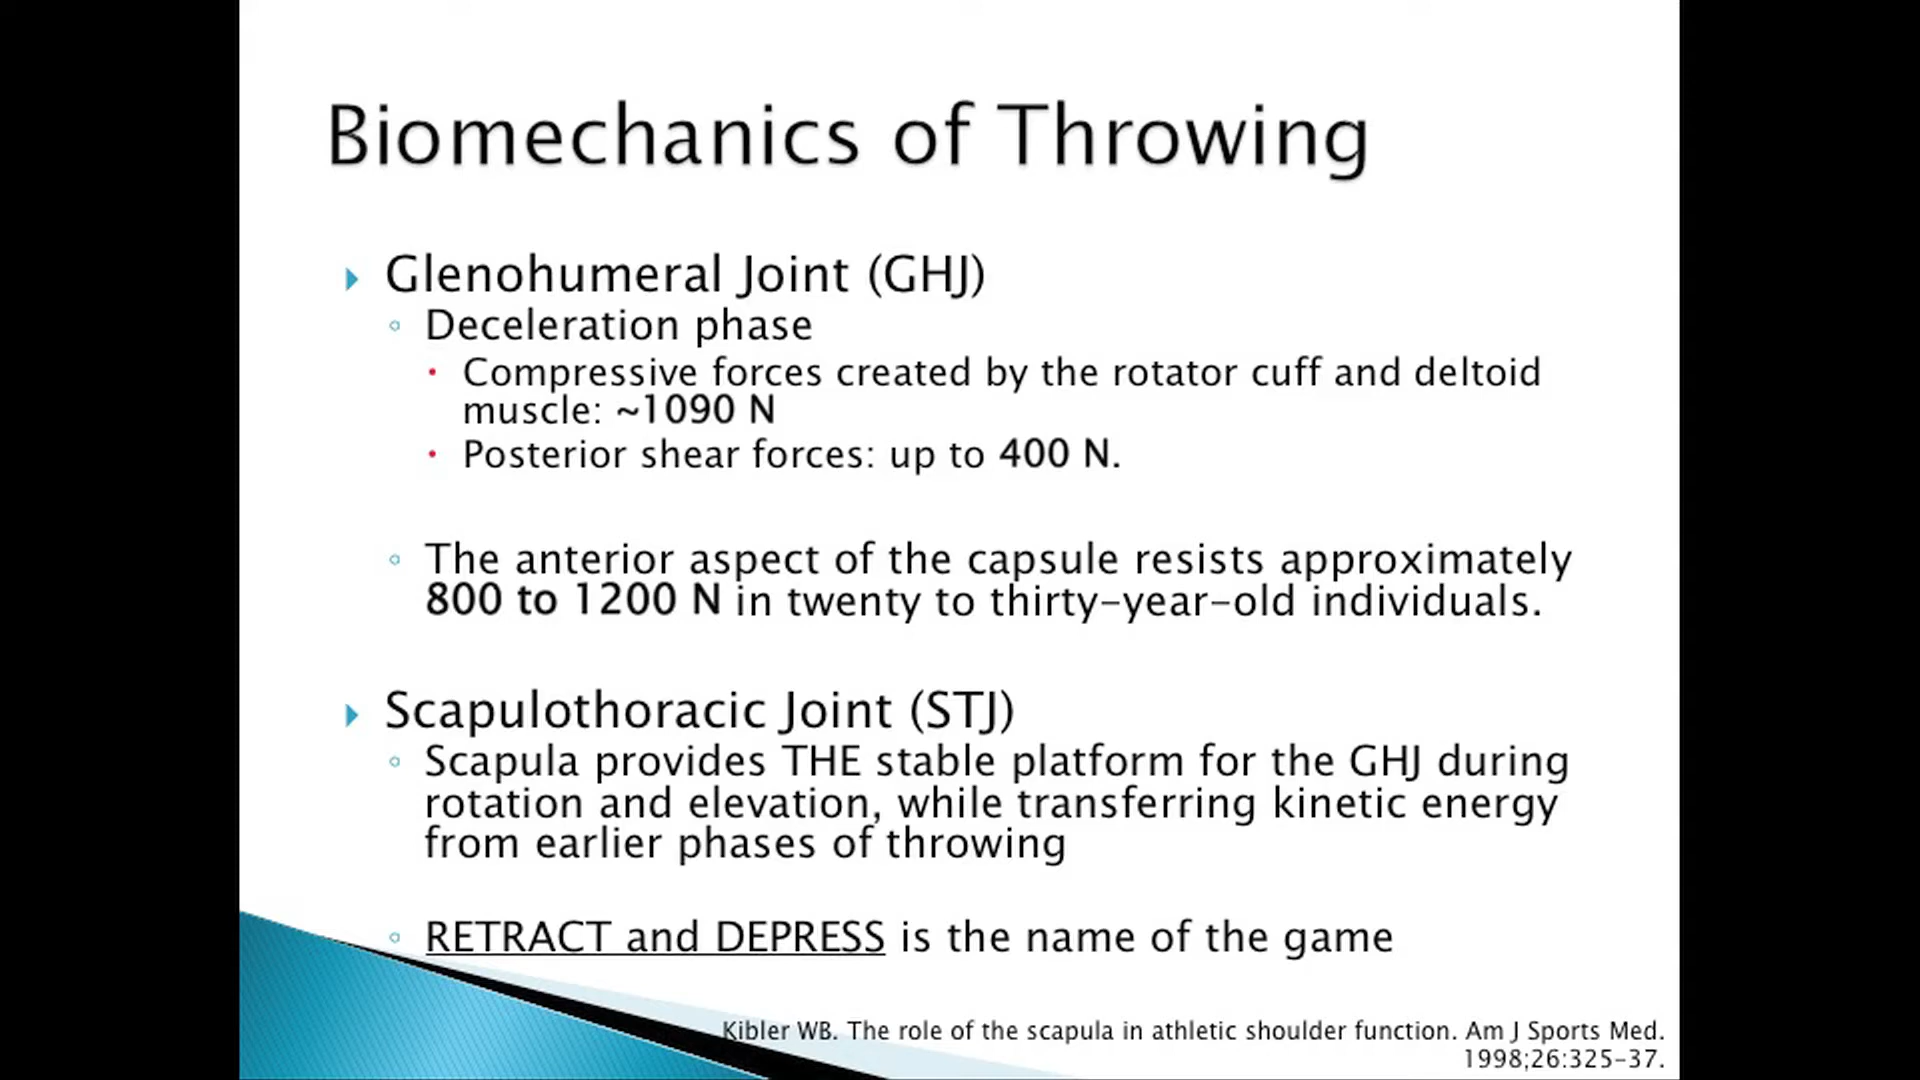 Biomechanics of Throwing
Glenohumeral Joint (GHJ)
Deceleration phase
Compressive forces created by the rotator cuff and deltoid
muscle: ~1090 N
Posterior shear forces: up to 400 N.
The anterior aspect of the capsule resists approximately
800 to 1200 N in twenty to thirty-year-old individuals.
Scapulothoracic Joint (STJ)
Scapula provides THE stable platform for the GHJ during
rotation and elevation, while transferring kinetic energy
from earlier phases of throwing
RETRACT and DEPRESS is the name of the game
Kibler WB. The role of the scapula in athletic shoulder function. Am J Sports Med.
1998;26:325-37.